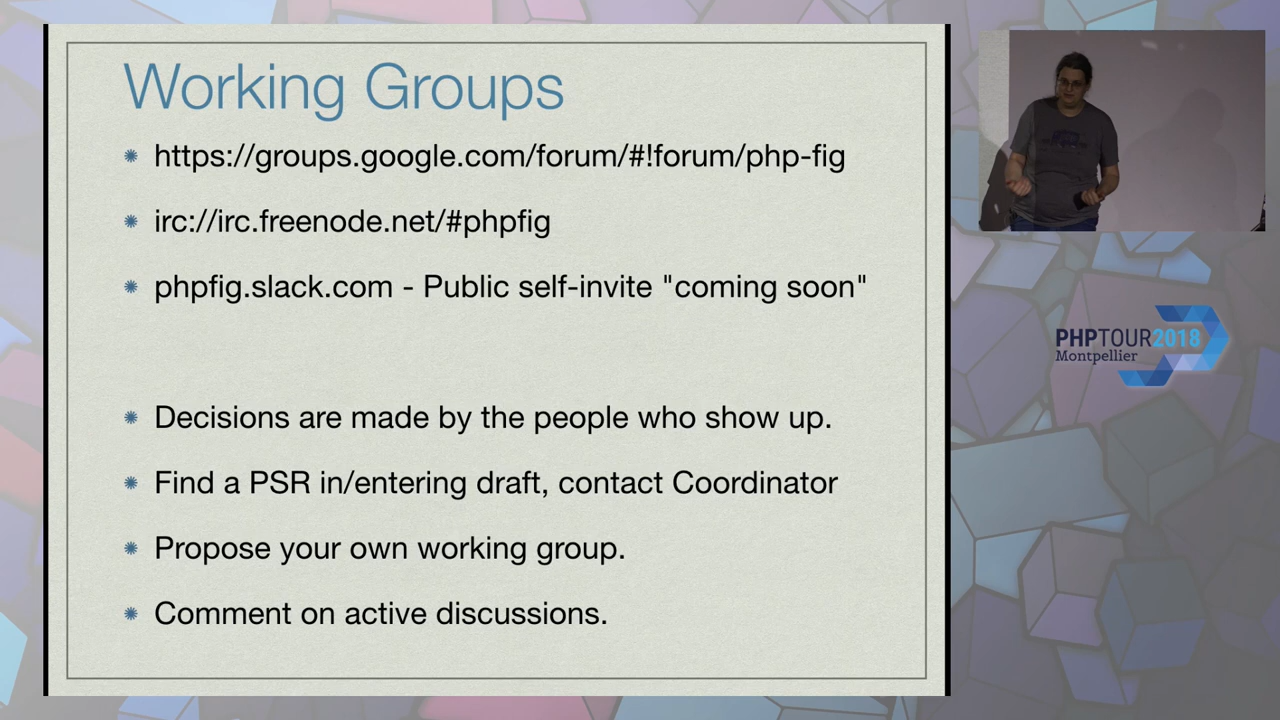 Working Groups
https://groups.google.com/forum/#!forum/php-fig
irc://irc.freenode.net/#phpfig
phpfig.slack.com - Public self-invite "coming soon"
Decisions are made by the people who show up.
Find a PSR in/entering draft, contact Coordinator
Propose your own working group.
Comment on active discussions.
PHPTOUR2018
Montpellier